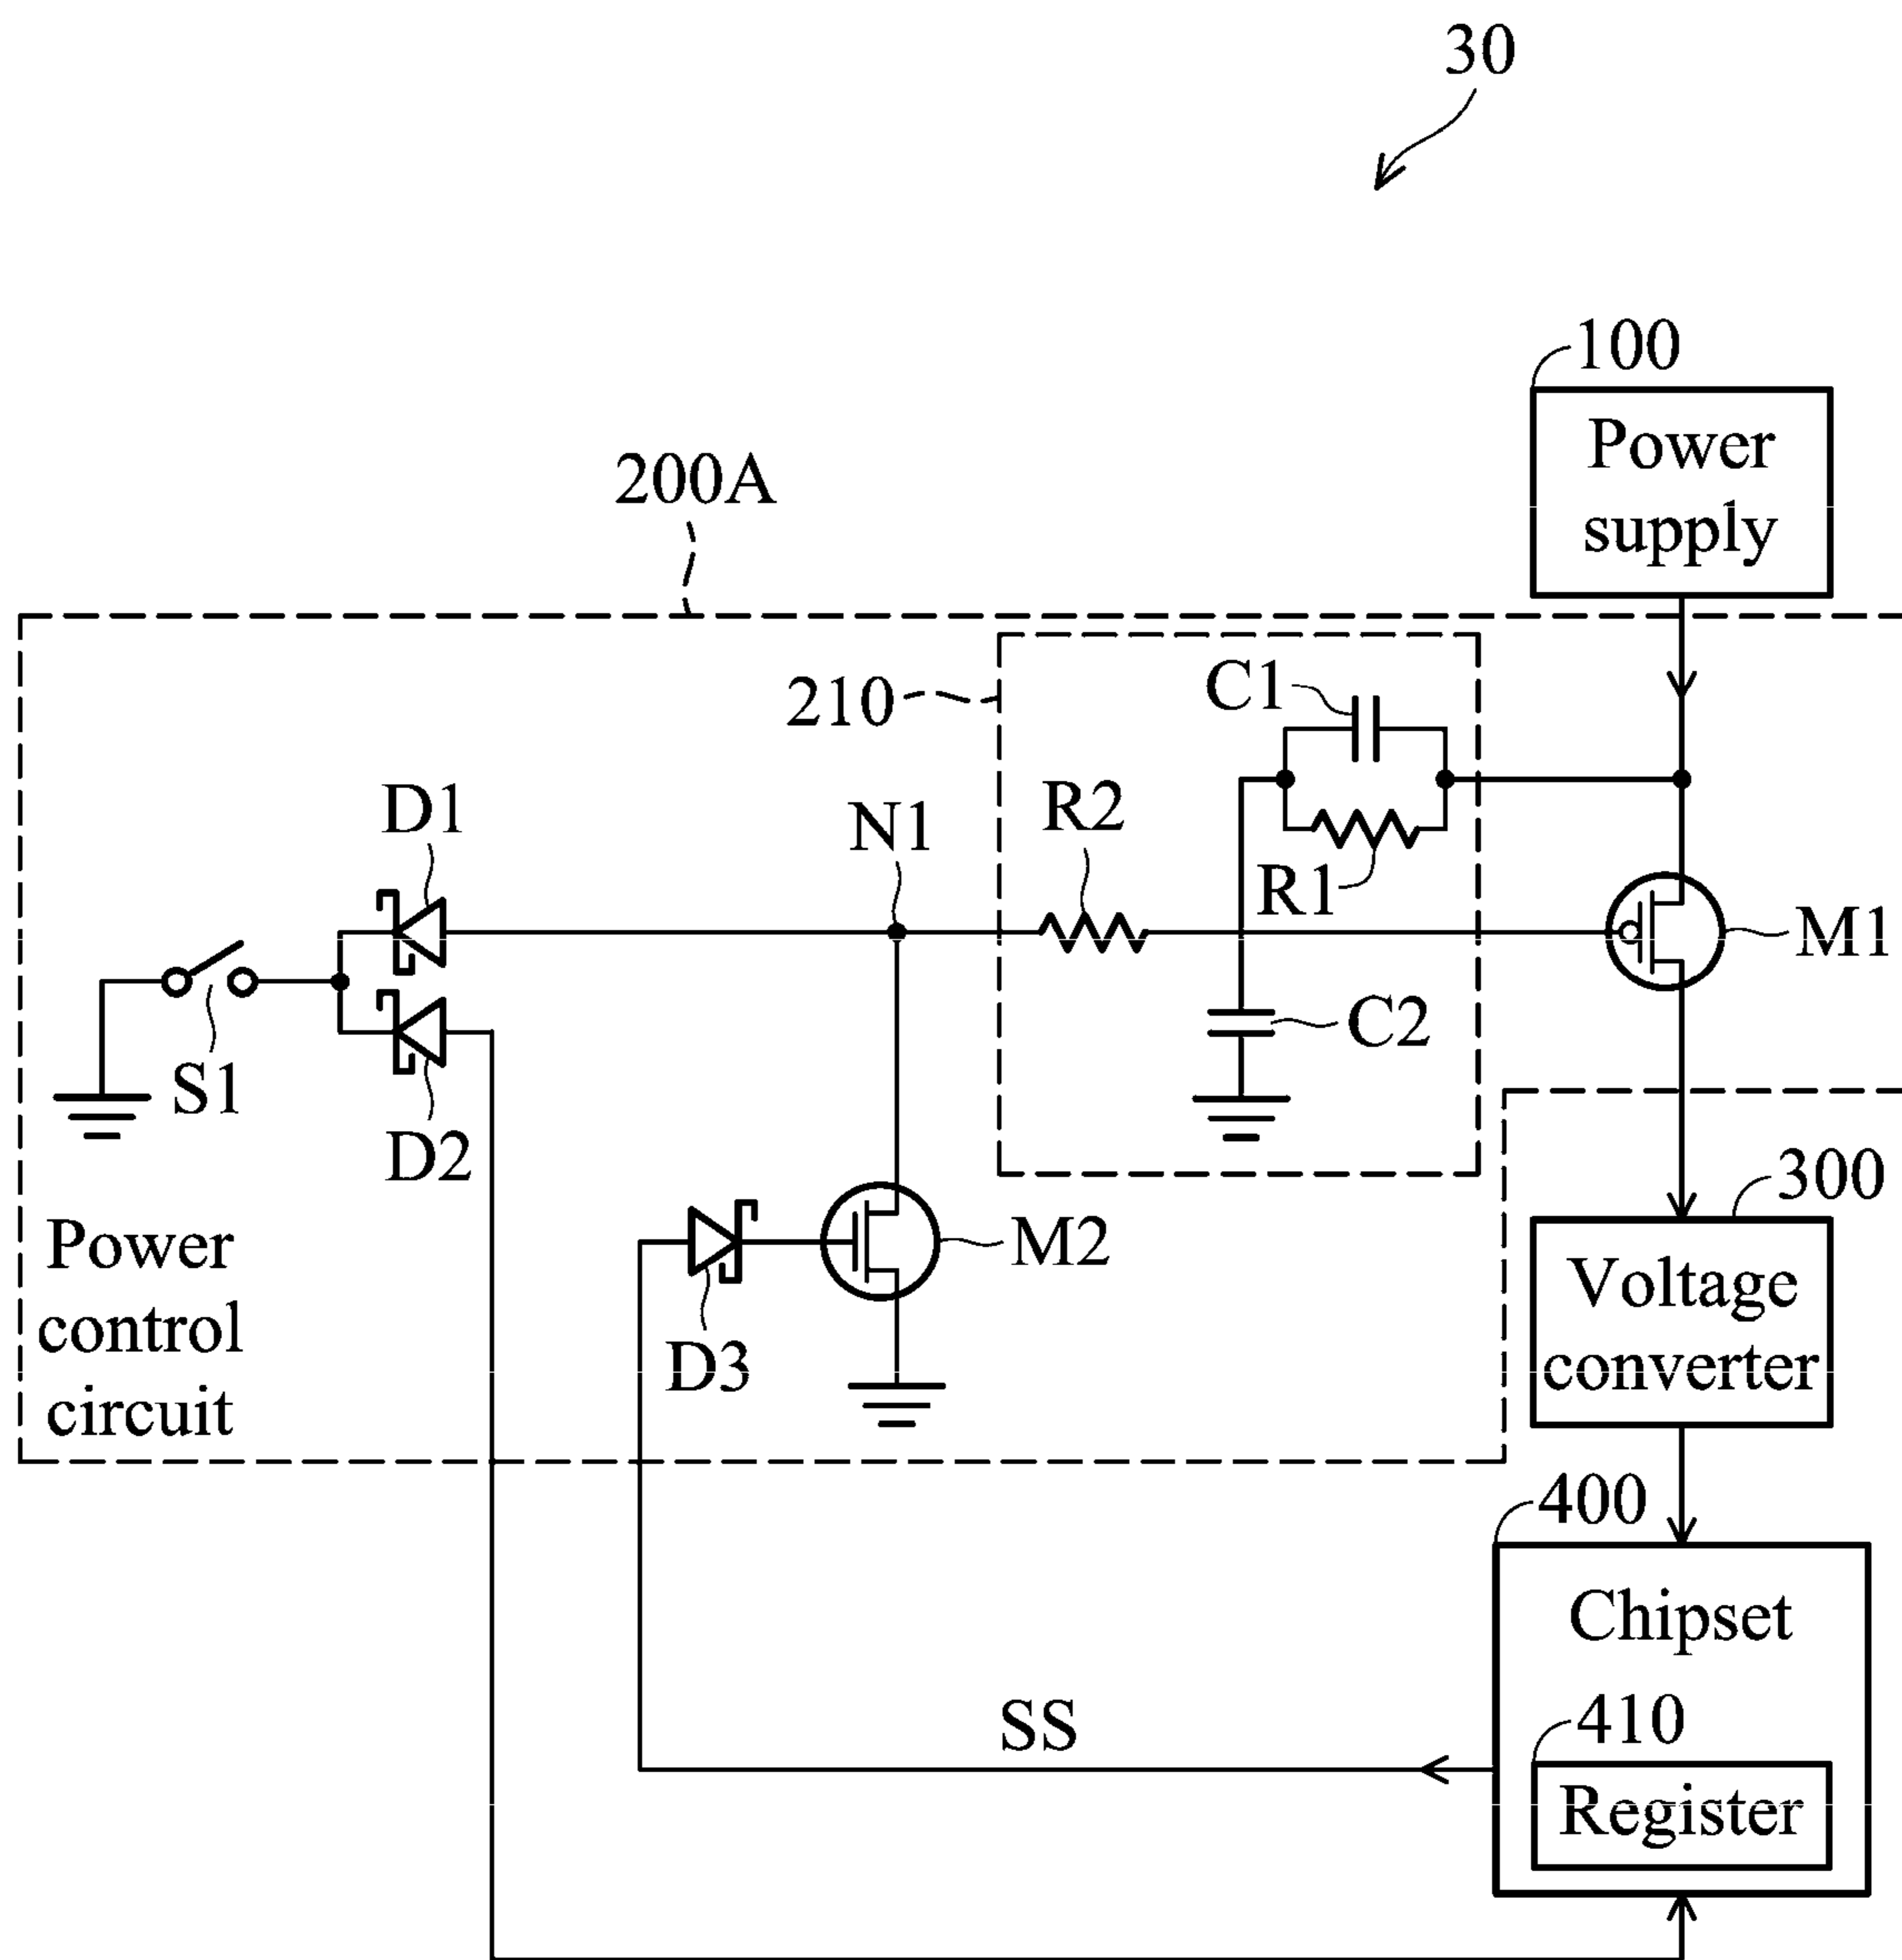 30
100
Power
supply
200A
210
C1
D1
N1
R2
R1
M1
S1
D2
C2
300
M2
Power
control
circuit
D3
Voltage
converter
400
Chipset
SS
410
Register